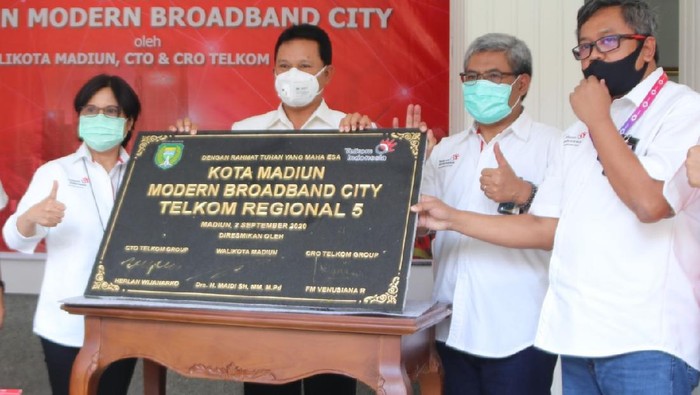 N MODERN BROADBAND CITY
oleh
WALIKOTA MADIUN, CTO & CRO TELKOM
DENGAN RAHMAT TUHAN YANG MAHA ESA
Telkom
Indonesia
KOTA MADIUN
MODERN BROADBAND CITY
TELKOM REGIONAL 5
MADIUN, 2 SEPTEMBER 2020
DIRESMIKAN OLEH
CTO TELKOM GROUP WALIKOTA MADIUN CRO TELKOM GROUP
HERLAN WIJANARKO Drs. H. MAIDI SH, MM, M.Pd FM VENUSIANA R